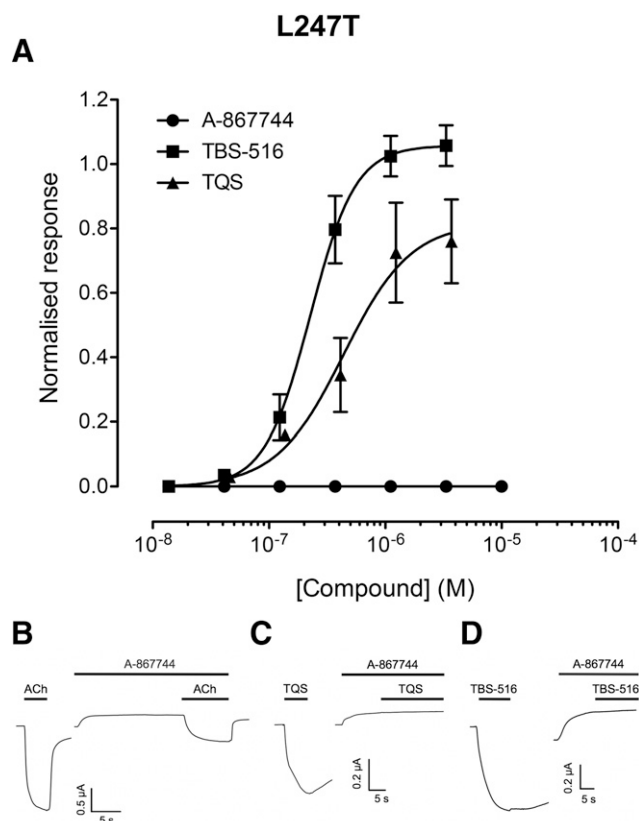 L247T
A
1.2
1.0
0.8
0.6
0.4
0.2
0.0
Normalised response
A-867744
TBS-516
TQS
10-8 10-7 10-6 10-5 10-4
[Compound] (M)
B C D
A-867744 A-867744 A-867744
ACh ACh TQS TQS TBS-516 TBS-516
0.5 µA
5 s
0.2 µA
5 s
0.2 µA
5 s